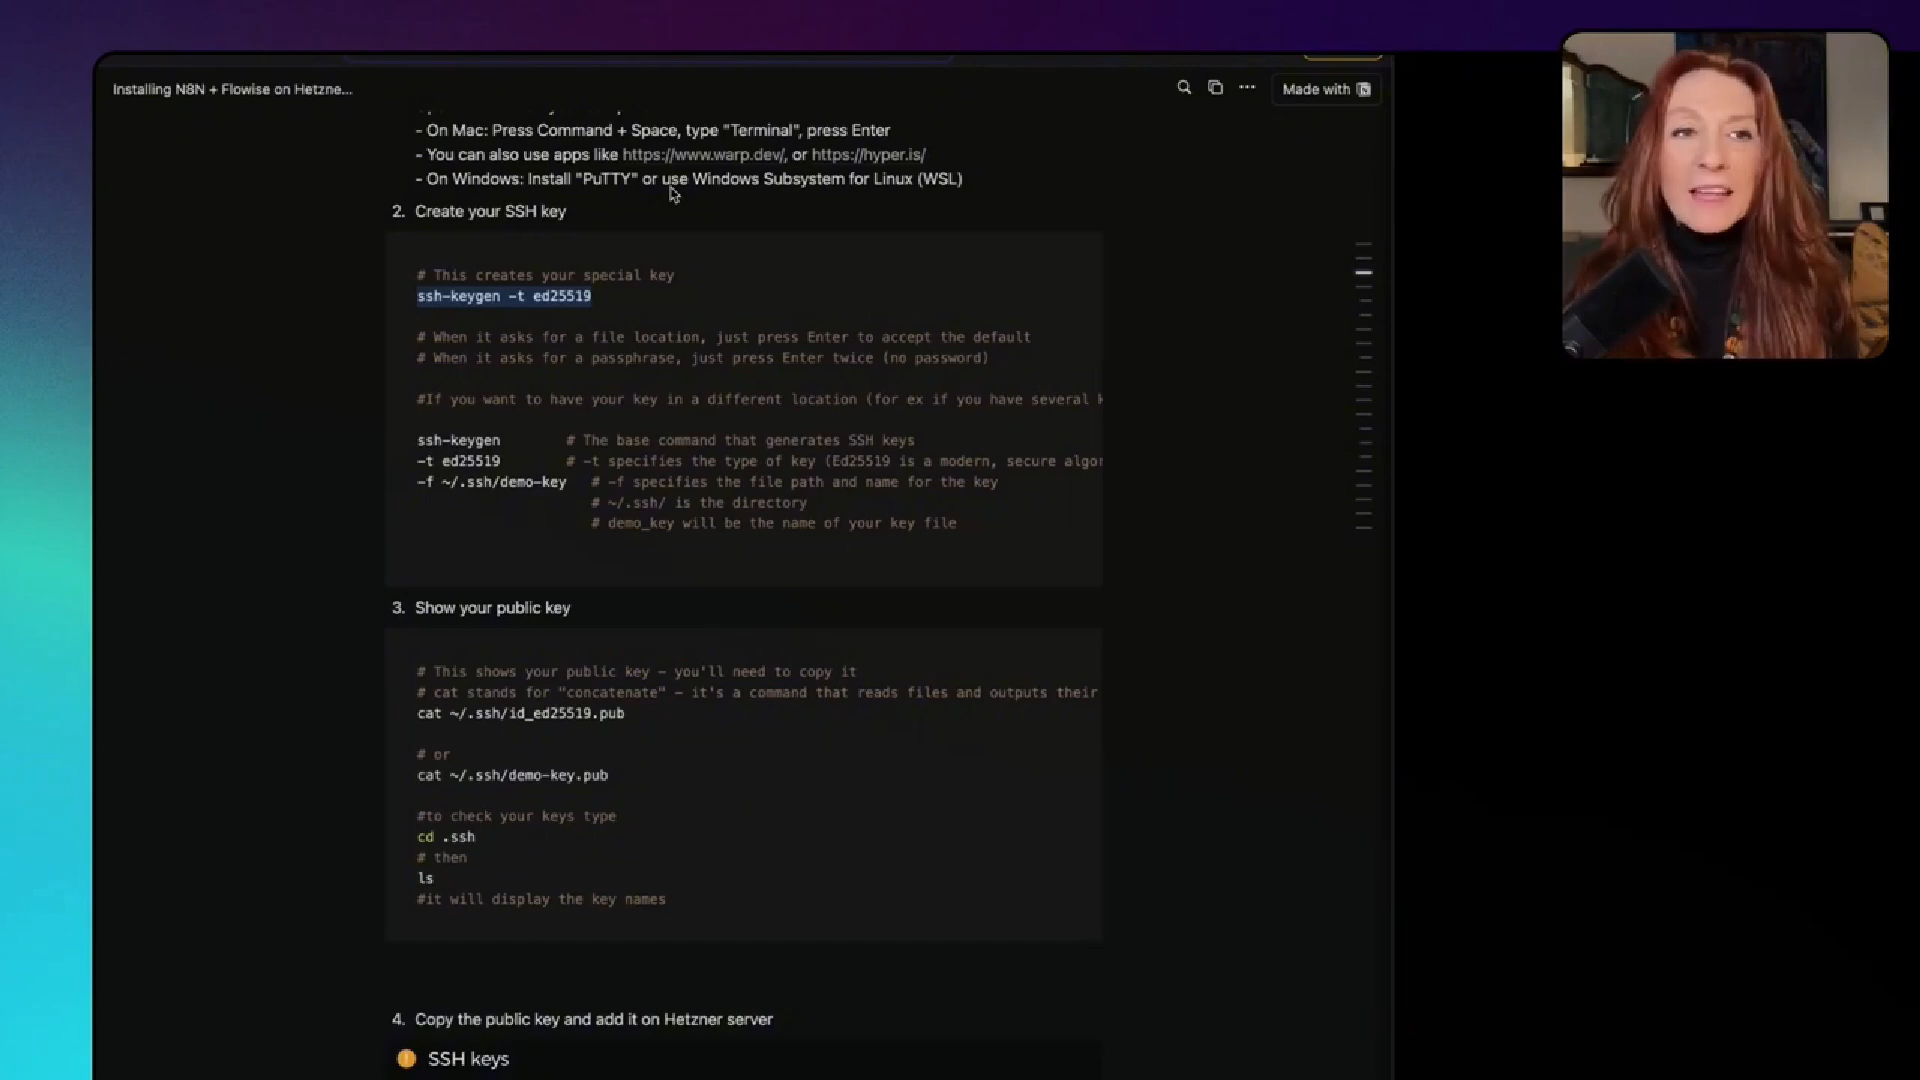 Installing N8N + Flowise on Hetzne...
Made with
- On Mac: Press Command + Space, type "Terminal", press Enter
- You can also use apps like https://www.warp.dev/, or https://hyper.is/
- On Windows: Install "PuTTY" or use Windows Subsystem for Linux (WSL)
2. Create your SSH key
# This creates your special key
ssh-keygen -t ed25519
# When it asks for a file location, just press Enter to accept the default
# When it asks for a passphrase, just press Enter twice (no password)
#If you want to have your key in a different location (for ex if you have several
ssh-keygen # The base command that generates SSH keys
-t ed25519 # -t specifies the type of key (Ed25519 is a modern, secure algor
-f ~/.ssh/demo-key # -f specifies the file path and name for the key
# ~/.ssh/ is the directory
# demo_key will be the name of your key file
3. Show your public key
# This shows your public key – you'll need to copy it
# cat stands for "concatenate" – it's a command that reads files and outputs their
cat ~/.ssh/id_ed25519.pub
# or
cat ~/.ssh/demo-key.pub
#to check your keys type
cd .ssh
# then
ls
#it will display the key names
4. Copy the public key and add it on Hetzner server
SSH keys